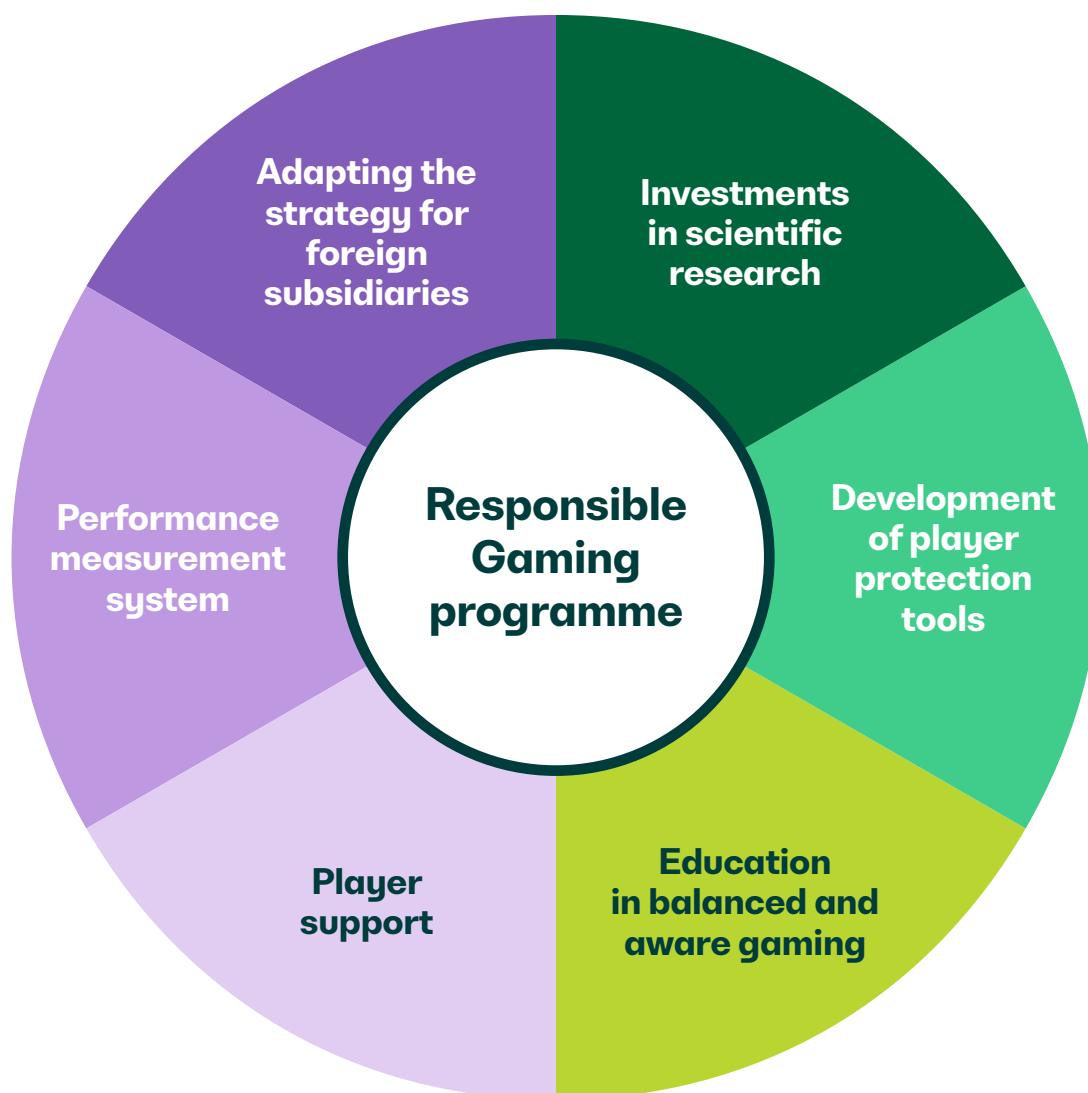 Adapting the
strategy for
foreign
subsidiaries
Investments
in scientific
research
Performance
measurement
system
Responsible
Gaming
programme
Development
of player
protection
tools
Player
support
Education
in balanced and
aware gaming